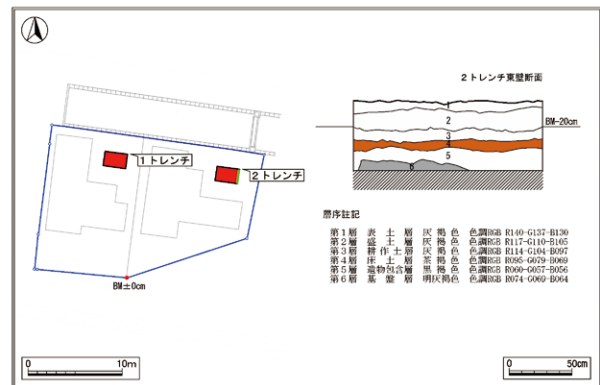 2トレンチ東壁断面
1
2
BM-20cm
3
4
5
6
1トレンチ
2トレンチ
BM±0cm
層序註記
第1層 表土層 灰褐色 色調RGB R140-G137-B130
第2層 盛土層 灰褐色 色調RGB R117-G110-B105
第3層 耕作土層 灰褐色 色調RGB R114-G104-B097
第4層 床土層 茶褐色 色調RGB R095-G079-B069
第5層 遺物包含層 黒褐色 色調RGB R060-G057-B056
第6層 基盤層 明灰褐色 色調RGB R074-G069-B064
0 10m
0 50cm